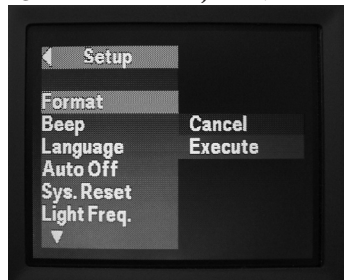 Setup
Format
Beep
Cancel
Language
Execute
Auto Off
Sys. Reset
Light Freq.